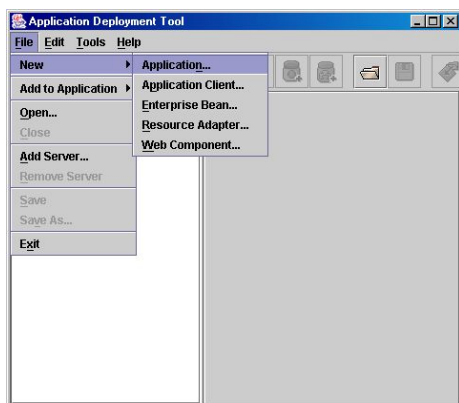 Application Deployment Tool
File Edit Tools Help
New
Add to Application
Open...
Close
Add Server...
Remove Server
Save
Save As...
Exit
Application...
Application Client...
Enterprise Bean...
Resource Adapter...
Web Component...